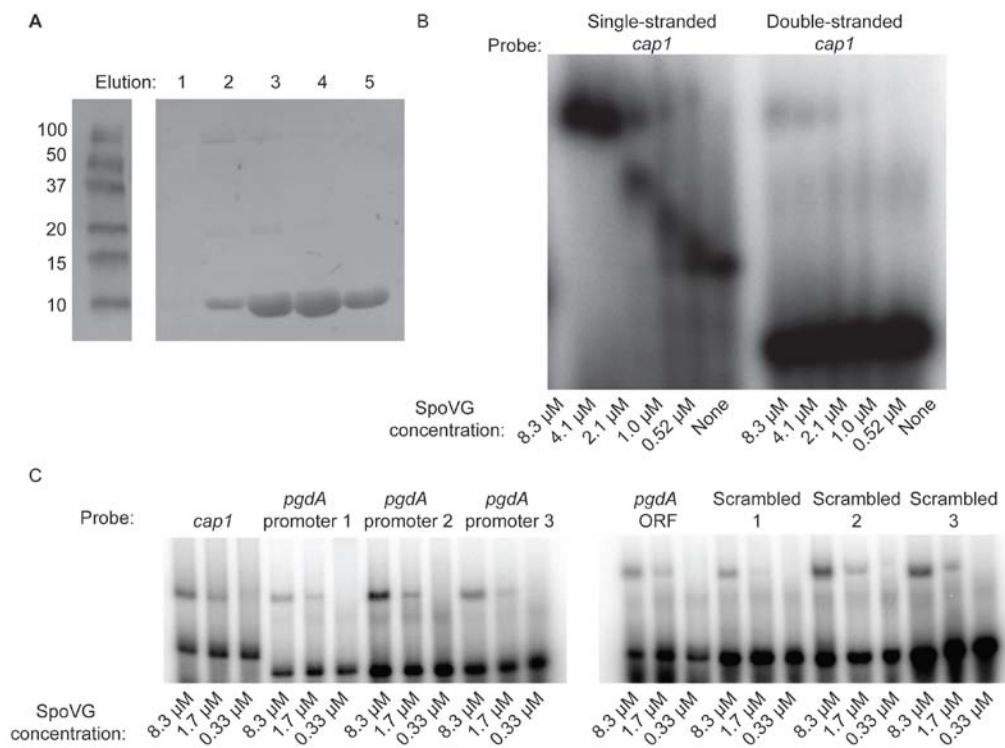 A
Elution: 1 2 3 4 5
100
50
37
20
15
10
B
Single-stranded Double-stranded
Probe: cap1 cap1
SpoVG
concentration:
8.3 µM 4.1 µM 2.1 µM 1.0 µM 0.52 µM None 8.3 µM 4.1 µM 2.1 µM 1.0 µM 0.52 µM None
C
pgdA pgdA pgdA pgdA Scrambled Scrambled Scrambled
Probe: cap1 promoter 1 promoter 2 promoter 3 ORF 1 2 3
SpoVG
concentration:
8.3 µM 1.7 µM 0.33 µM 8.3 µM 1.7 µM 0.33 µM 8.3 µM 1.7 µM 0.33 µM 8.3 µM 1.7 µM 0.33 µM 8.3 µM 1.7 µM 0.33 µM 8.3 µM 1.7 µM 0.33 µM 8.3 µM 1.7 µM 0.33 µM 8.3 µM 1.7 µM 0.33 µM